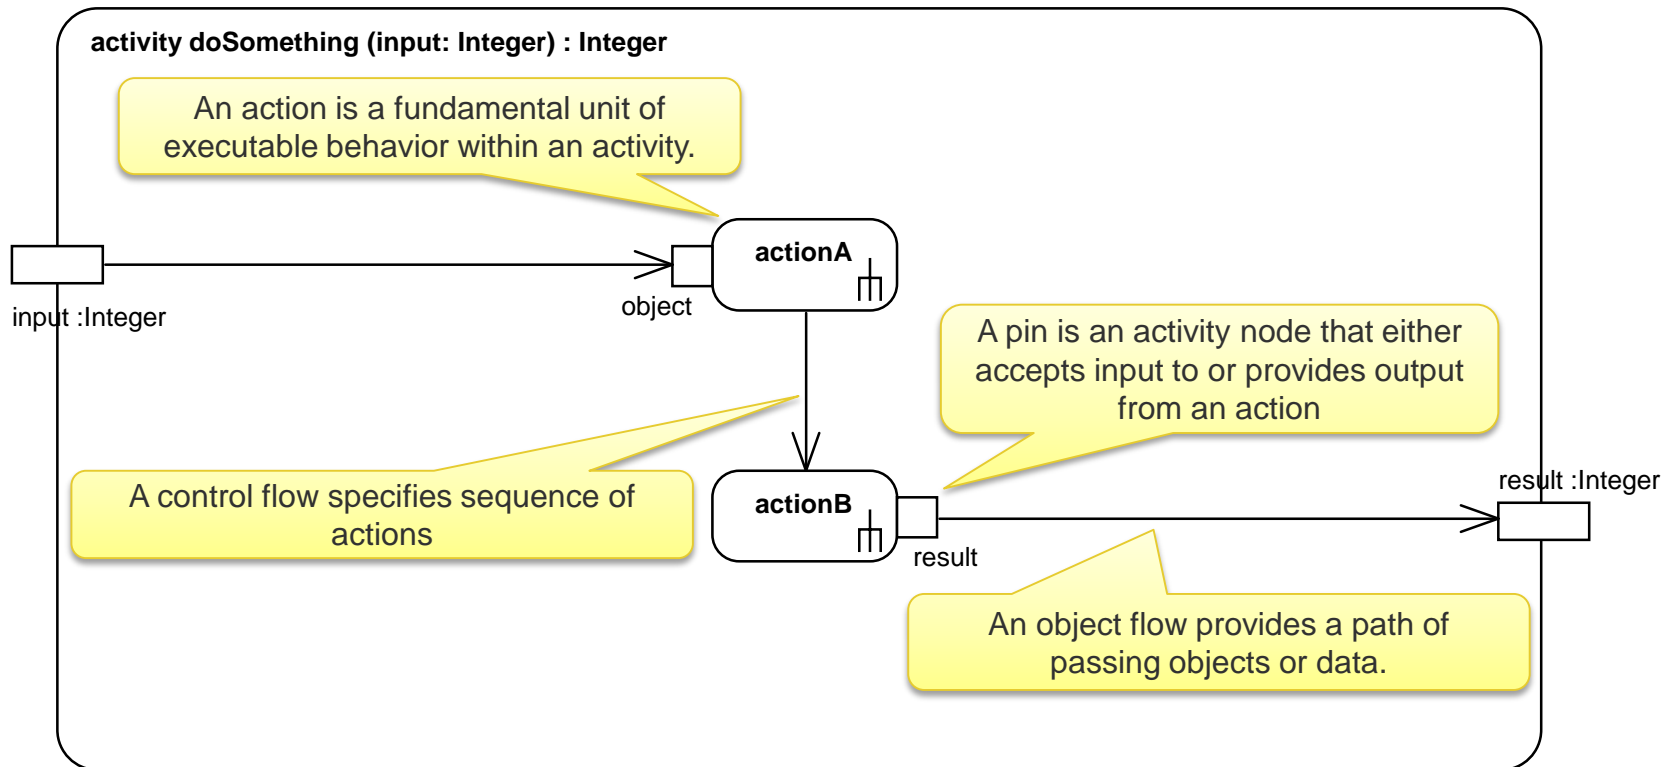 activity doSomething (input: Integer) : Integer
An action is a fundamental unit of
executable behavior within an activity.
actionA
object
input :Integer
A pin is an activity node that either
accepts input to or provides output
from an action
A control flow specifies sequence of
actions
actionB
result
result :Integer
An object flow provides a path of
passing objects or data.